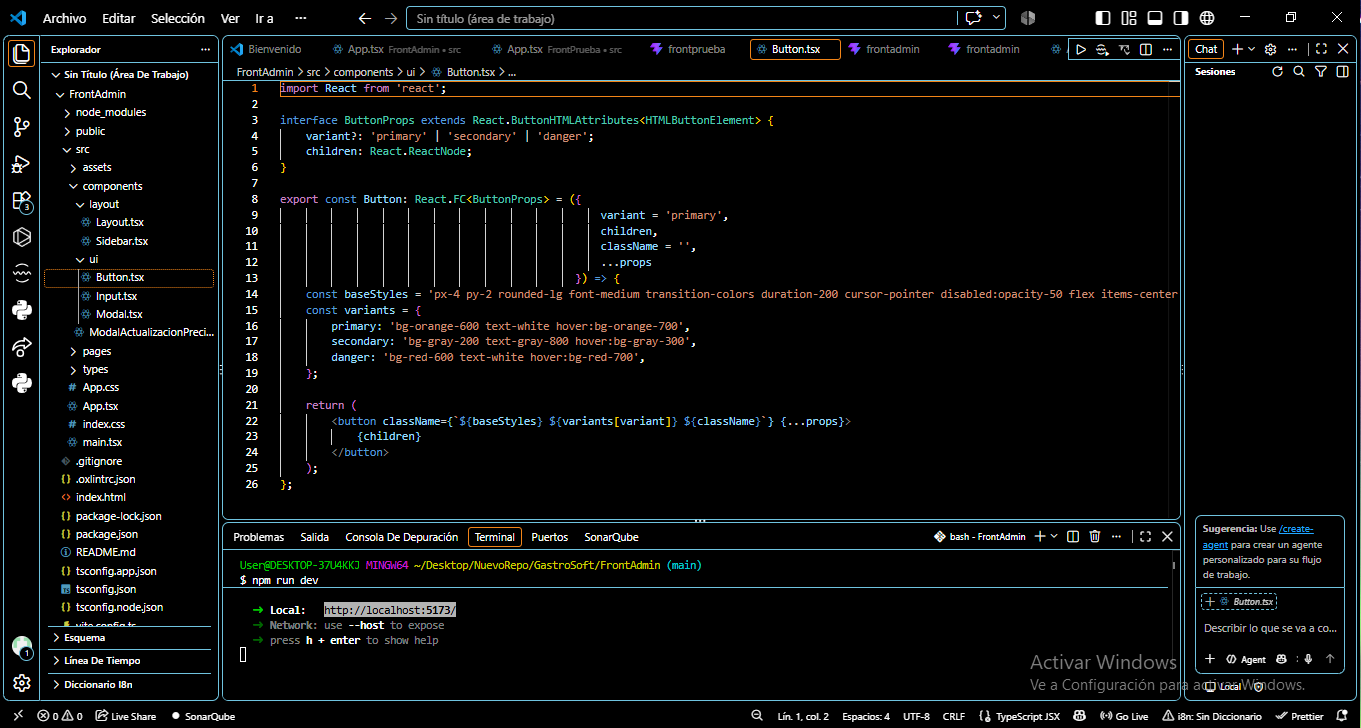 Archivo Editar Selección Ver Ir a ··· Sin título (área de trabajo)
Explorador ···
Sin Título (Área De Trabajo)
FrontAdmin
node_modules
public
src
assets
components
layout
Layout.tsx
Sidebar.tsx
ui
Button.tsx
Input.tsx
Modal.tsx
ModalActualizacionPreci...
pages
types
App.css
App.tsx
index.css
main.tsx
.gitignore
.oxlintrc.json
index.html
package-lock.json
package.json
README.md
tsconfig.app.json
tsconfig.json
tsconfig.node.json
vite.config.ts
Esquema
Línea De Tiempo
Diccionario I8n
3
1
Bienvenido App.tsx FrontAdmin • src App.tsx FrontPrueba • src frontprueba Button.tsx frontadmin frontadmin
FrontAdmin > src > components > ui > Button.tsx > ...
1 import React from 'react';
2
3 interface ButtonProps extends React.ButtonHTMLAttributes<HTMLButtonElement> {
4 variant?: 'primary' | 'secondary' | 'danger';
5 children: React.ReactNode;
6 }
7
8 export const Button: React.FC<ButtonProps> = ({
9 variant = 'primary',
10 children,
11 className = '',
12 ...props
13 }) => {
14 const baseStyles = 'px-4 py-2 rounded-lg font-medium transition-colors duration-200 cursor-pointer disabled:opacity-50 flex items-center
15 const variants = {
16 primary: 'bg-orange-600 text-white hover:bg-orange-700',
17 secondary: 'bg-gray-200 text-gray-800 hover:bg-gray-300',
18 danger: 'bg-red-600 text-white hover:bg-red-700',
19 };
20
21 return (
22 <button className={`${baseStyles} ${variants[variant]} ${className}`} {...props}>
23 {children}
24 </button>
25 );
26 };
Problemas Salida Consola De Depuración Terminal Puertos SonarQube bash - FrontAdmin
User@DESKTOP-37U4KKJ MINGW64 ~/Desktop/NuevoRepo/GastroSoft/FrontAdmin (main)
$ npm run dev
➜ Local: http://localhost:5173/
➜ Network: use --host to expose
➜ press h + enter to show help
Chat
Sesiones
Sugerencia: Use /create-
agent para crear un agente
personalizado para su flujo
de trabajo.
Button.tsx
Describir lo que se va a co...
Agent
Local
Activar Windows
Ve a Configuración para activar Windows.
0 0 Live Share SonarQube Lín. 1, col. 2 Espacios: 4 UTF-8 CRLF TypeScript JSX Go Live i8n: Sin Diccionario Prettier